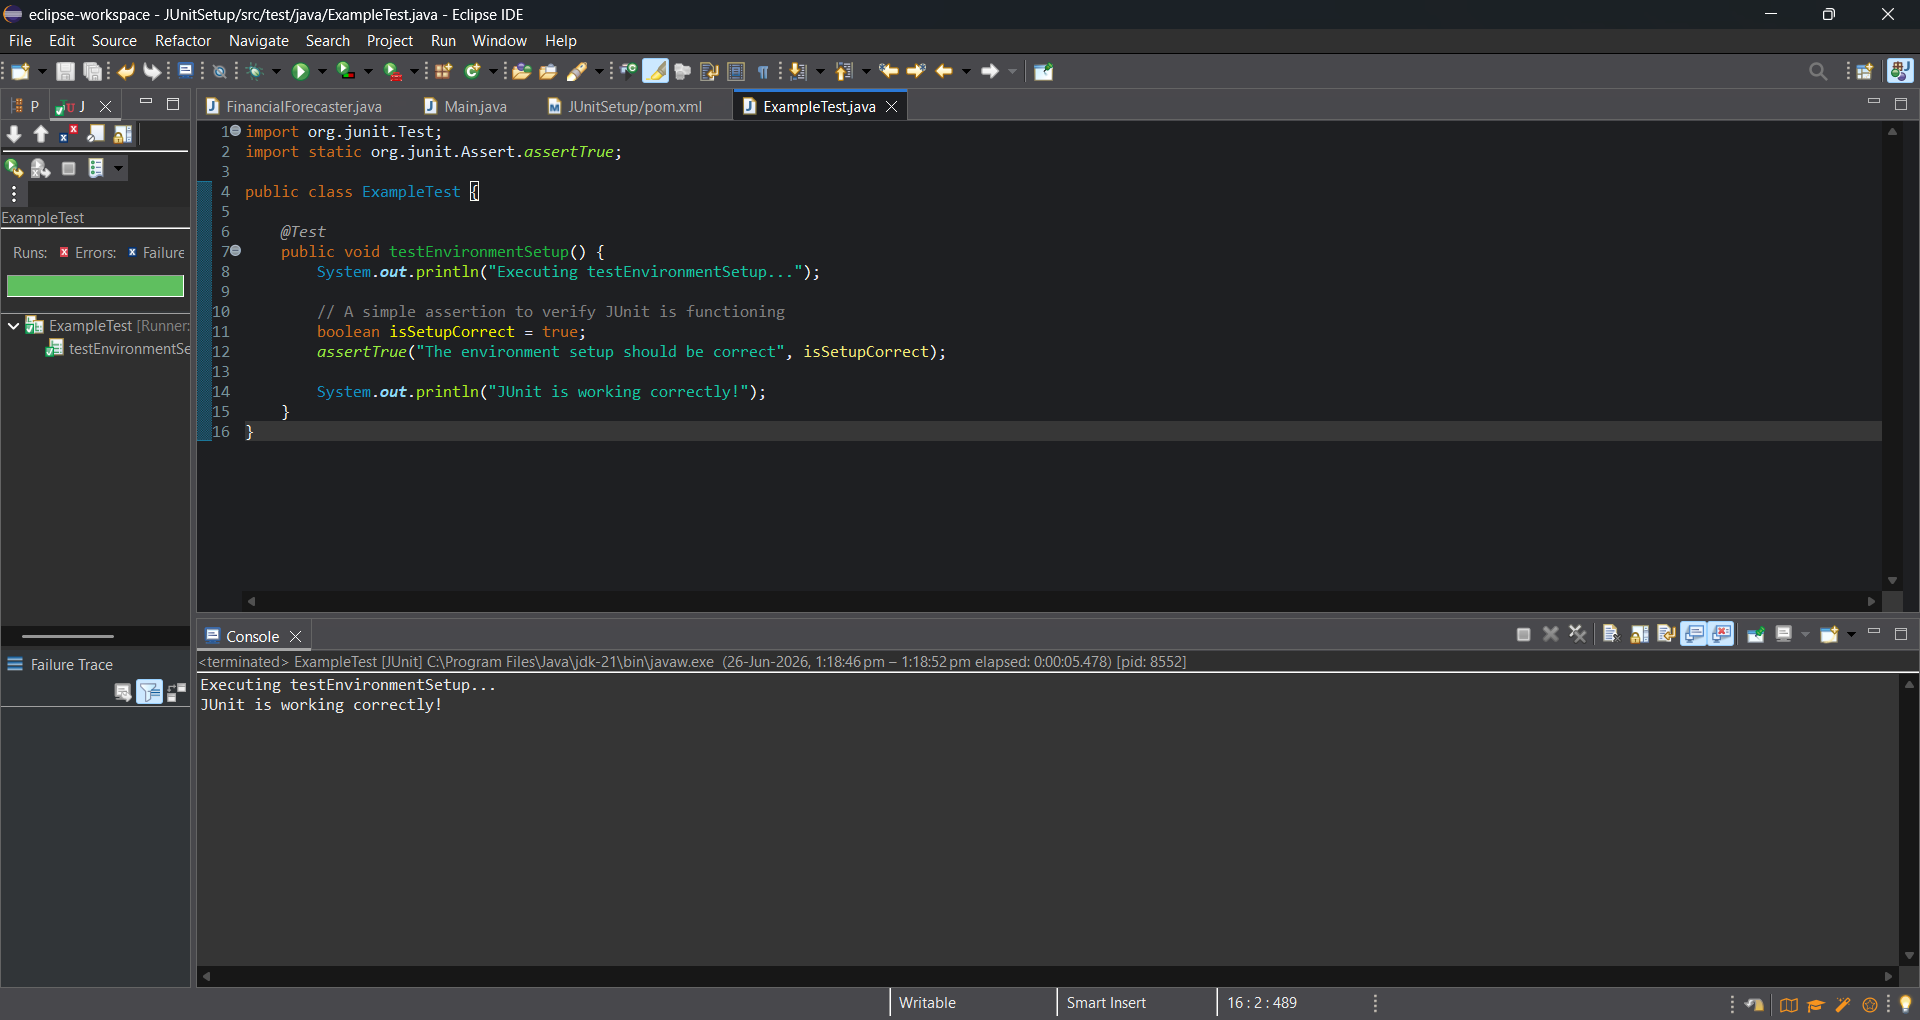 eclipse-workspace - JUnitSetup/src/test/java/ExampleTest.java - Eclipse IDE
File Edit Source Refactor Navigate Search Project Run Window Help
P J FinancialForecaster.java Main.java JUnitSetup/pom.xml ExampleTest.java
ExampleTest
Runs: Errors: Failure
ExampleTest [Runner:
testEnvironmentSe
Failure Trace
1 import org.junit.Test;
2 import static org.junit.Assert.assertTrue;
3
4 public class ExampleTest {
5
6 @Test
7 public void testEnvironmentSetup() {
8 System.out.println("Executing testEnvironmentSetup...");
9
10 // A simple assertion to verify JUnit is functioning
11 boolean isSetupCorrect = true;
12 assertTrue("The environment setup should be correct", isSetupCorrect);
13
14 System.out.println("JUnit is working correctly!");
15 }
16 }
Console
<terminated> ExampleTest [JUnit] C:\Program Files\Java\jdk-21\bin\javaw.exe (26-Jun-2026, 1:18:46 pm – 1:18:52 pm elapsed: 0:00:05.478) [pid: 8552]
Executing testEnvironmentSetup...
JUnit is working correctly!
Writable Smart Insert 16 : 2 : 489